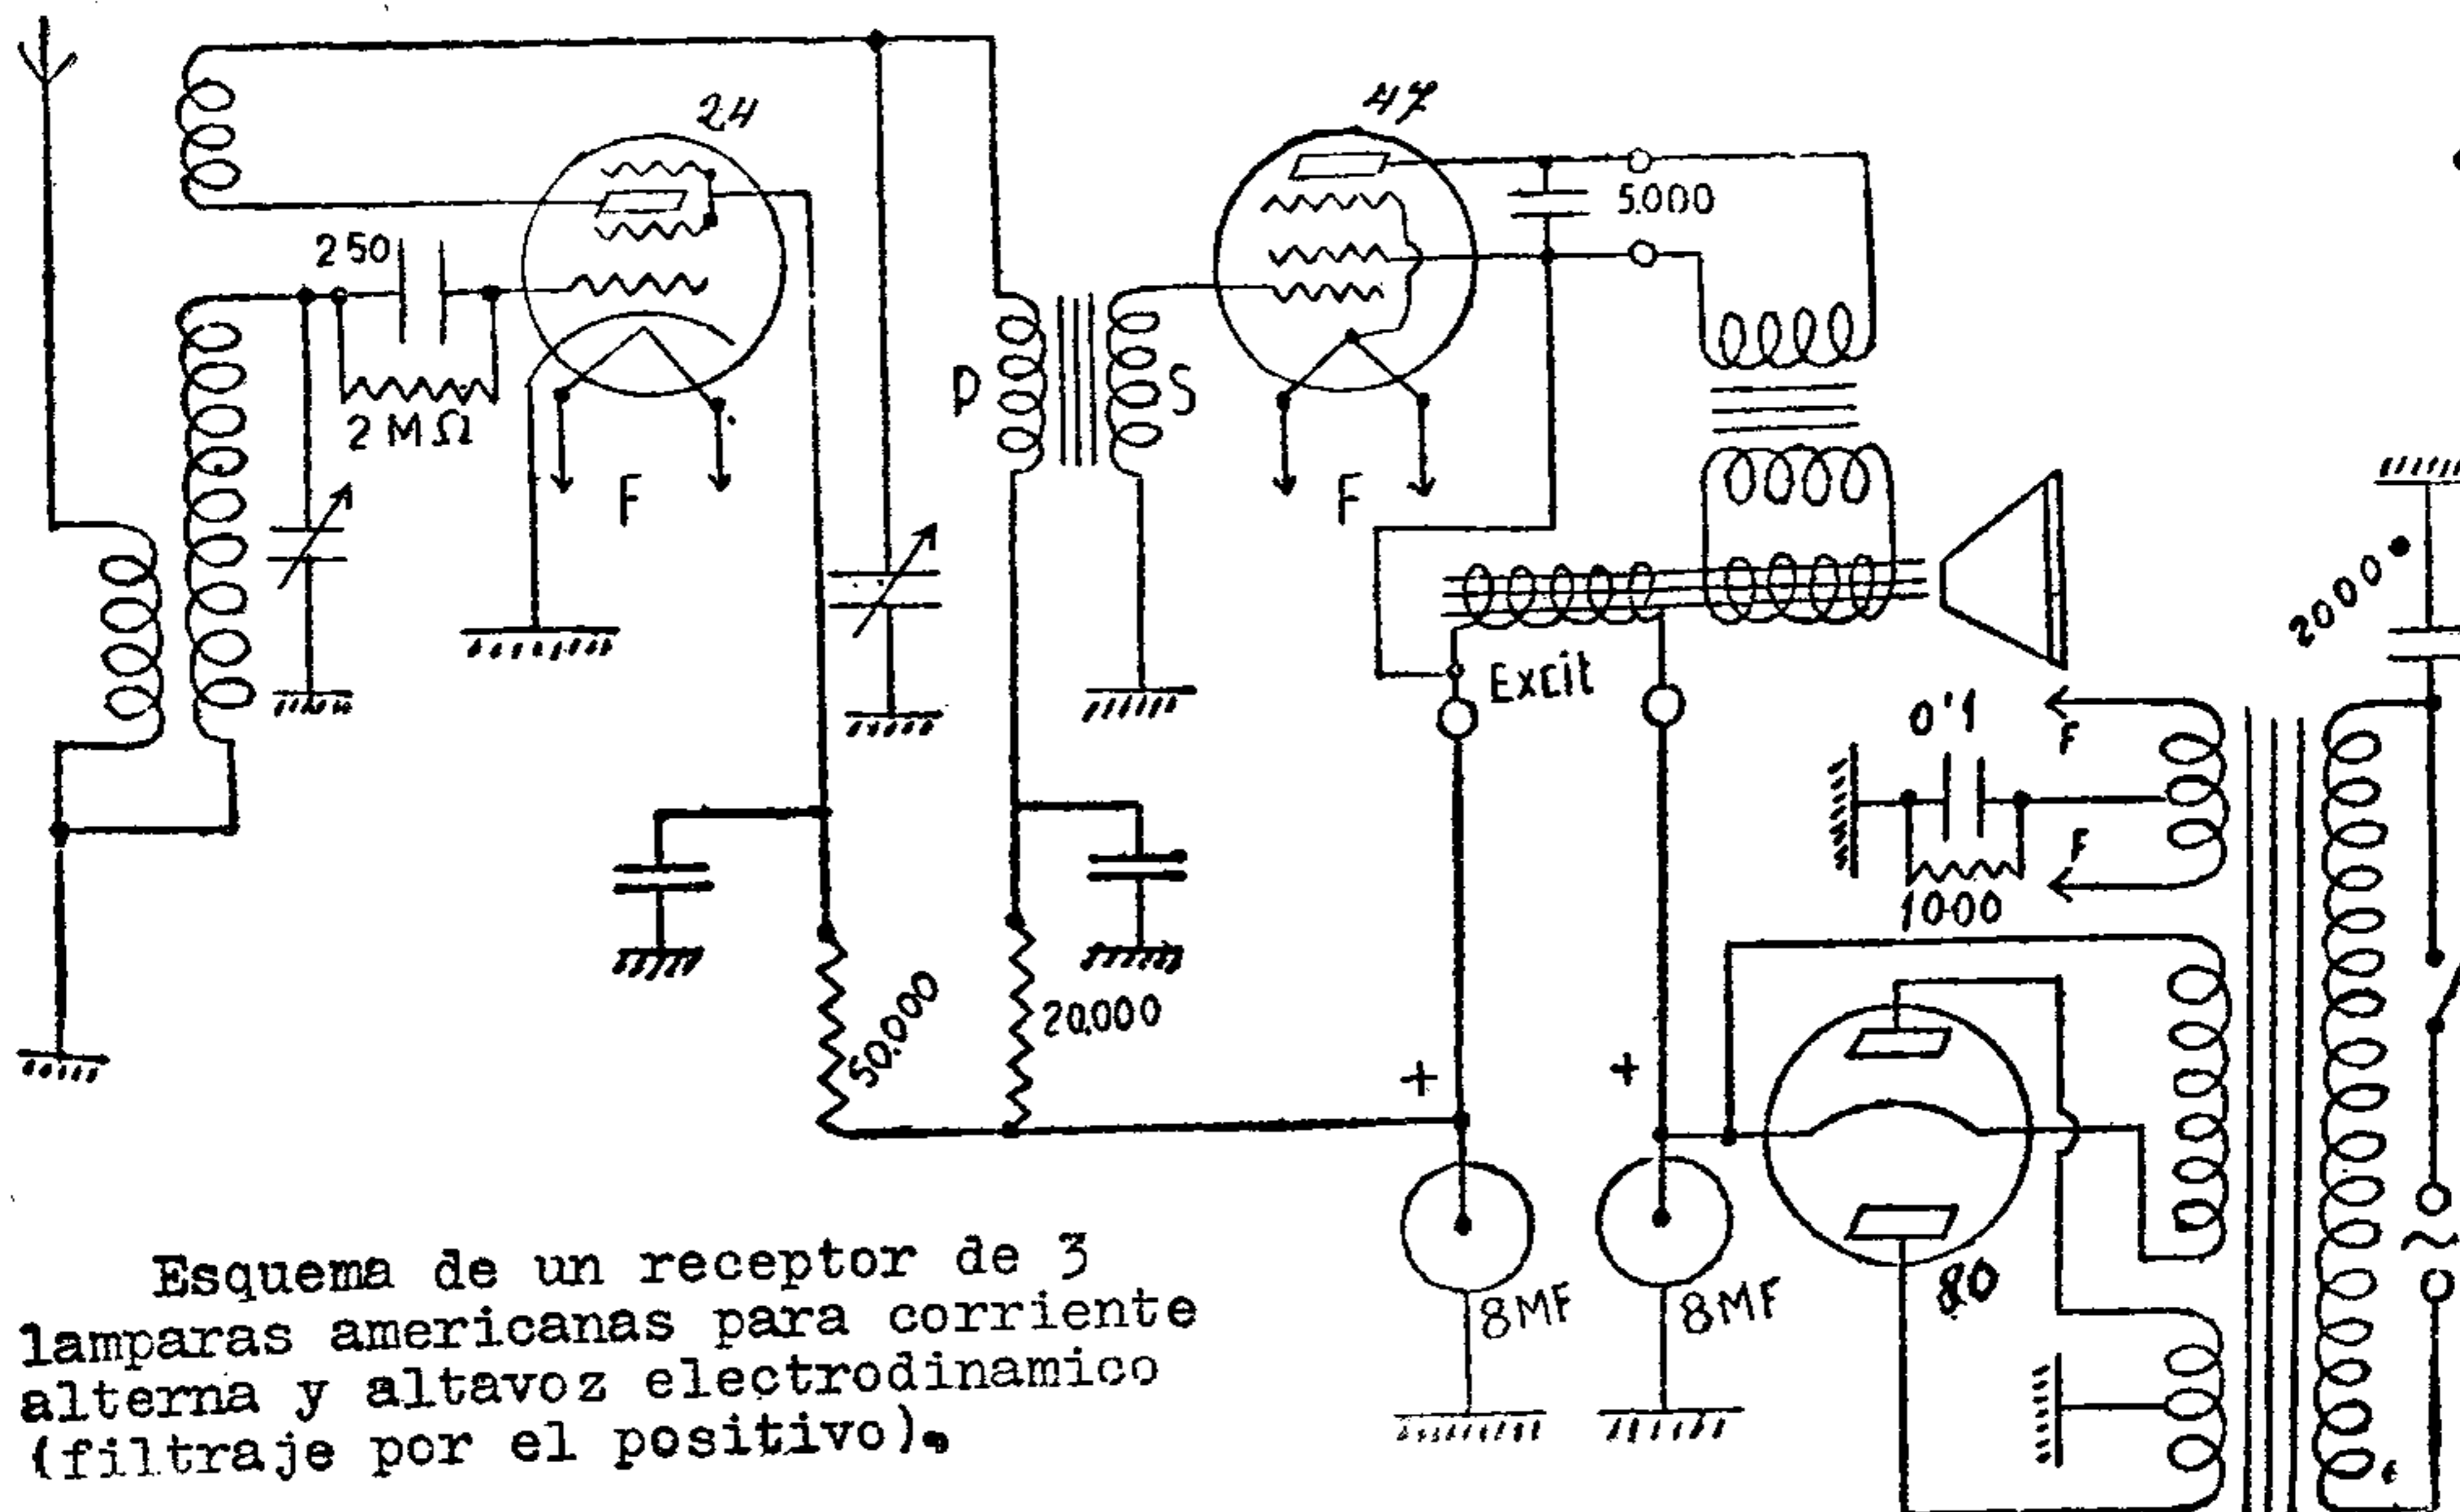 24
47
5.000
250
2 MΩ
F
P
S
F
2000
Excit
0'1
F
F
1000
50.000
20.000
+
+
8MF
8MF
80
~
Esquema de un receptor de 3
lamparas americanas para corriente
alterna y altavoz electrodinamico
(filtraje por el positivo).